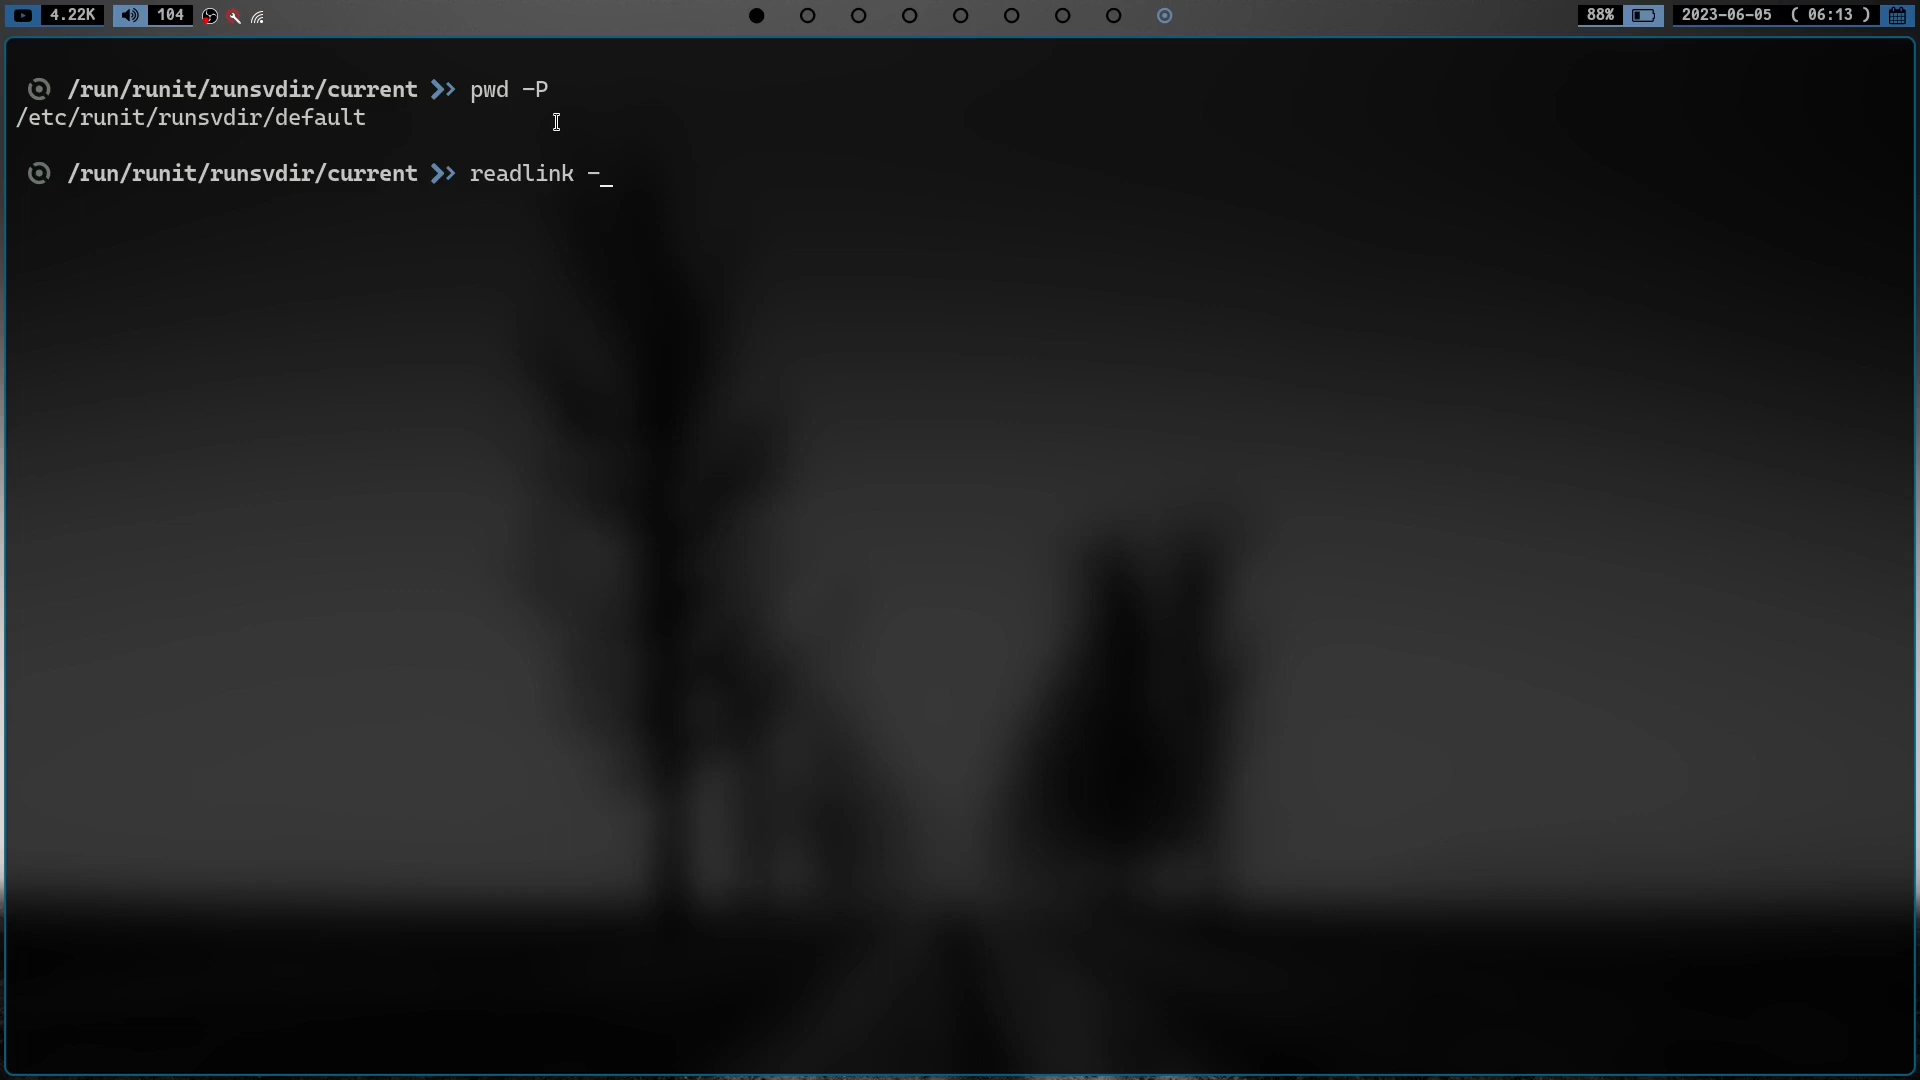 4.22K 104 88% 2023-06-05 ( 06:13 )
/run/runit/runsvdir/current pwd -P
/etc/runit/runsvdir/default
/run/runit/runsvdir/current readlink -_